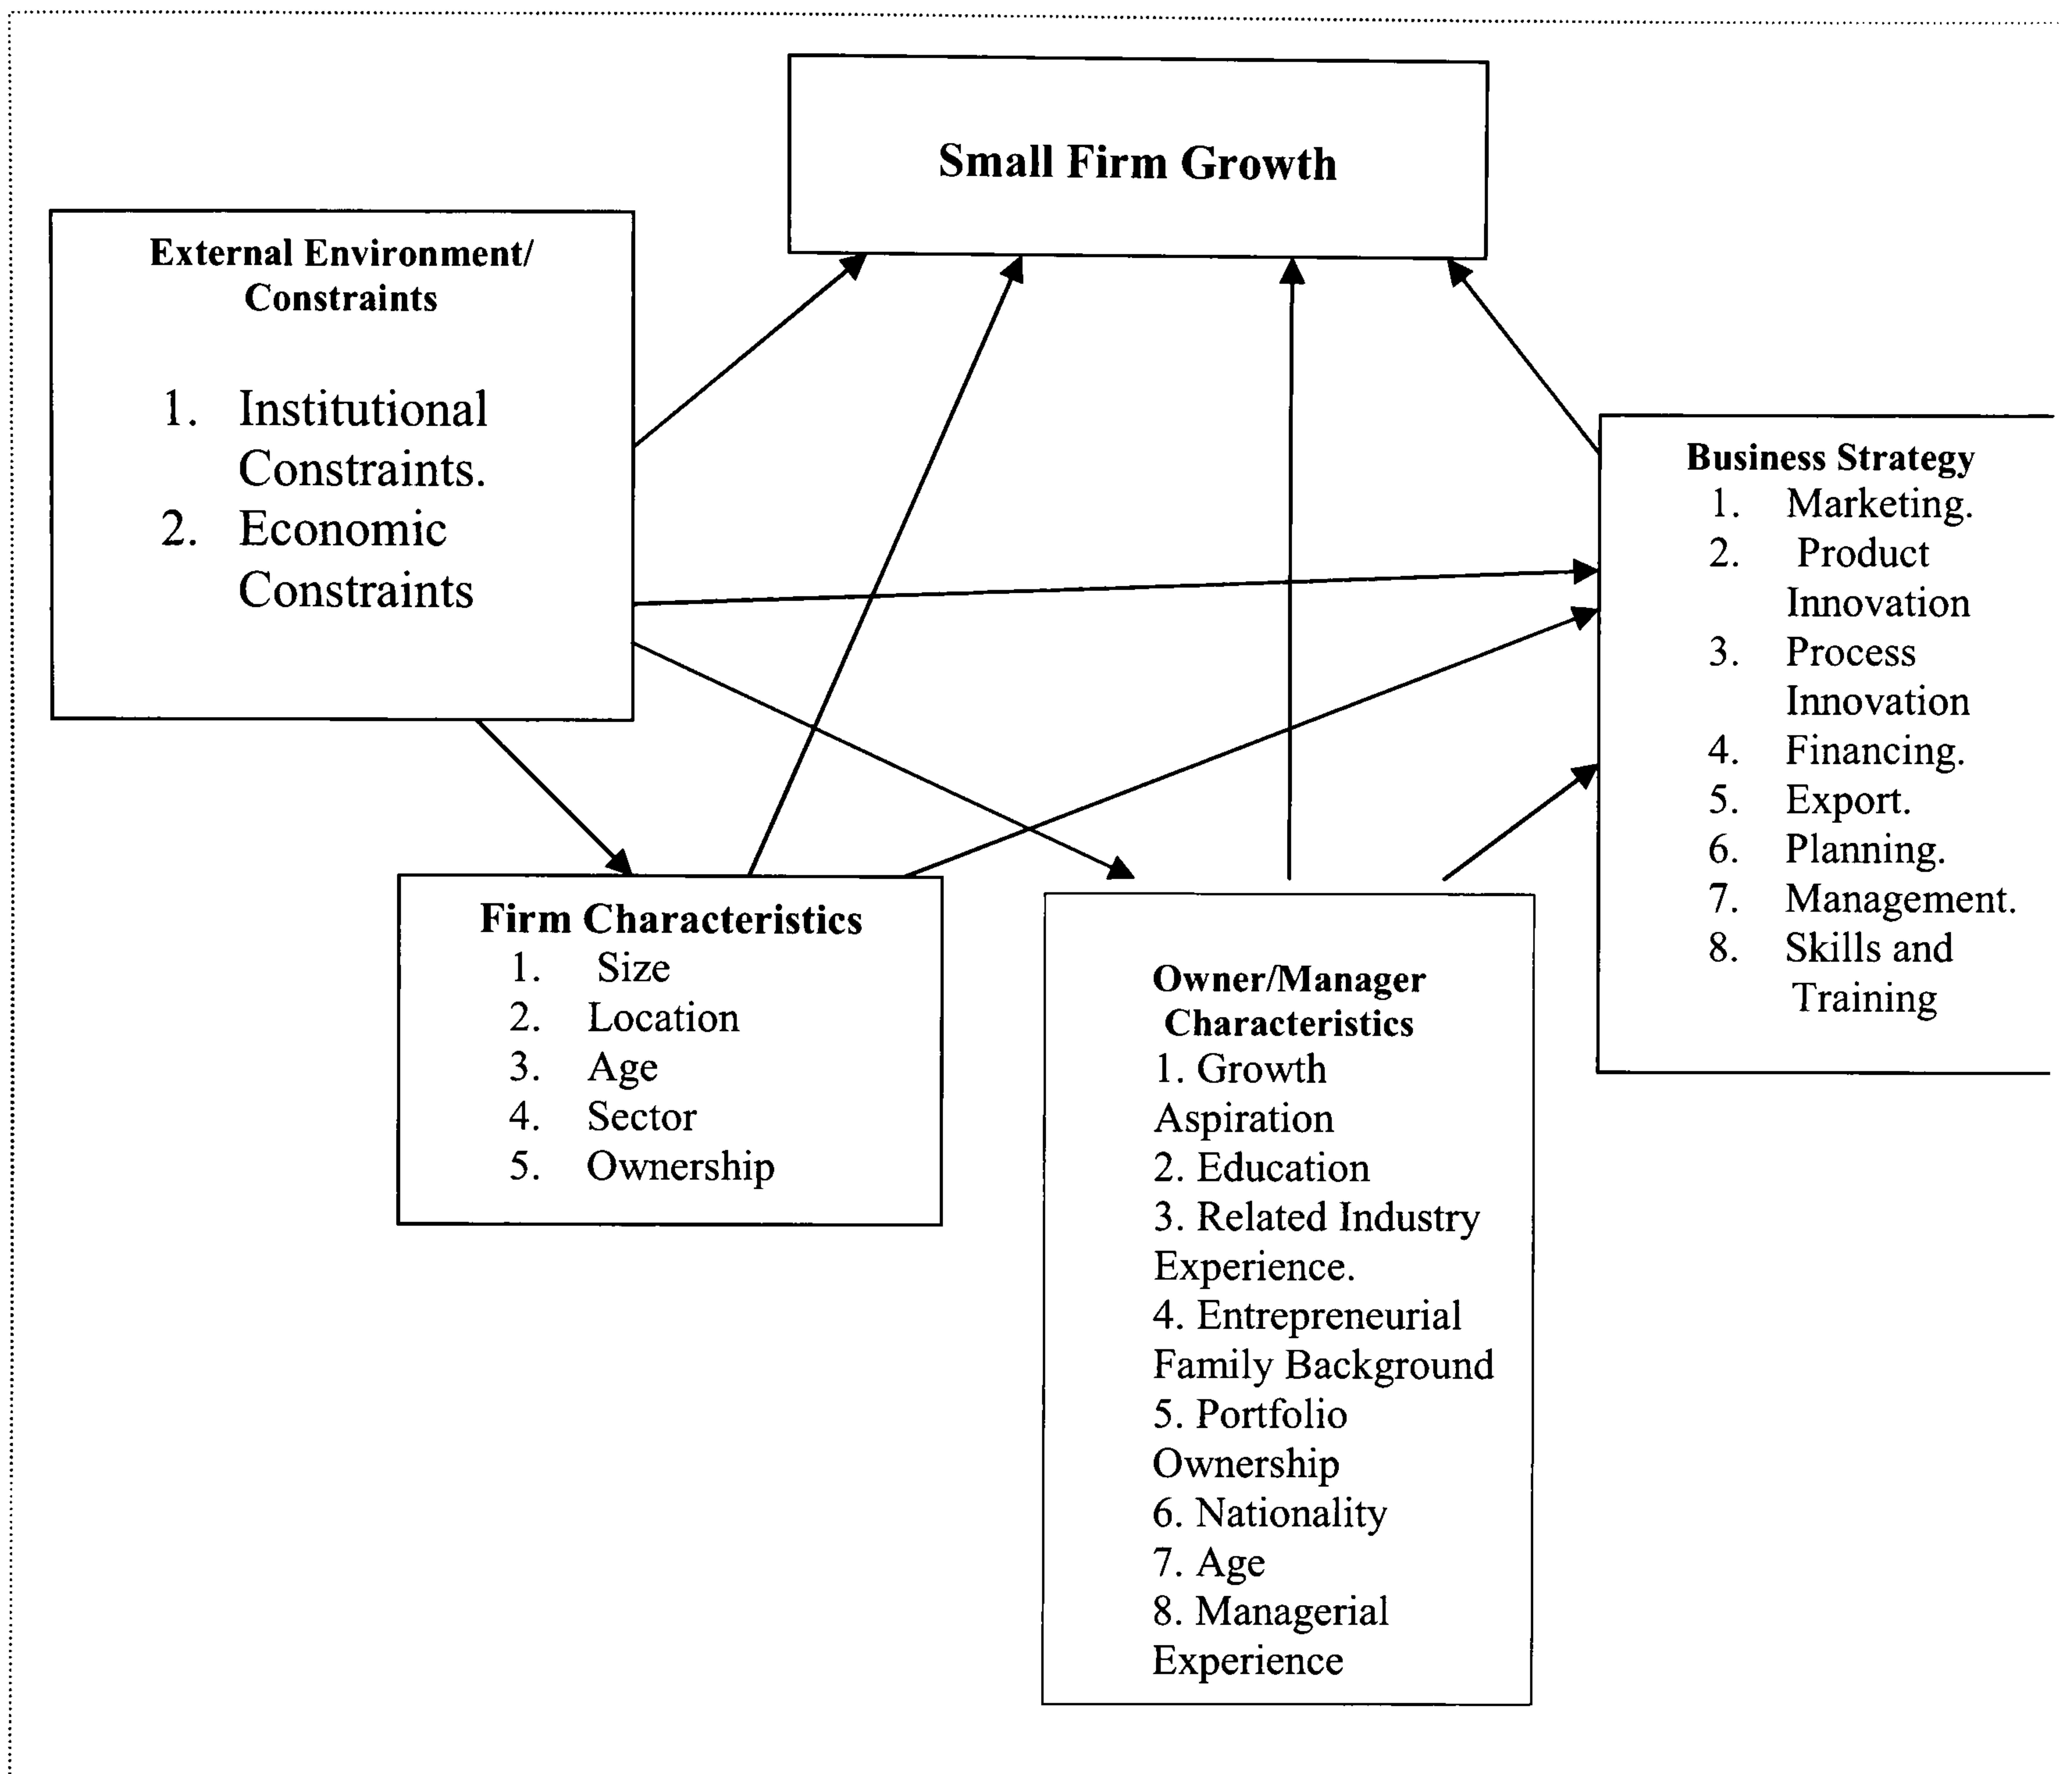 Small Firm Growth
External Environment/
Constraints
1. Institutional
Constraints.
2. Economic
Constraints
Business Strategy
1. Marketing.
2. Product
Innovation
3. Process
Innovation
4. Financing.
5. Export.
6. Planning.
7. Management.
8. Skills and
Training
Firm Characteristics
1. Size
2. Location
3. Age
4. Sector
5. Ownership
Owner/Manager
Characteristics
1. Growth
Aspiration
2. Education
3. Related Industry
Experience.
4. Entrepreneurial
Family Background
5. Portfolio
Ownership
6. Nationality
7. Age
8. Managerial
Experience